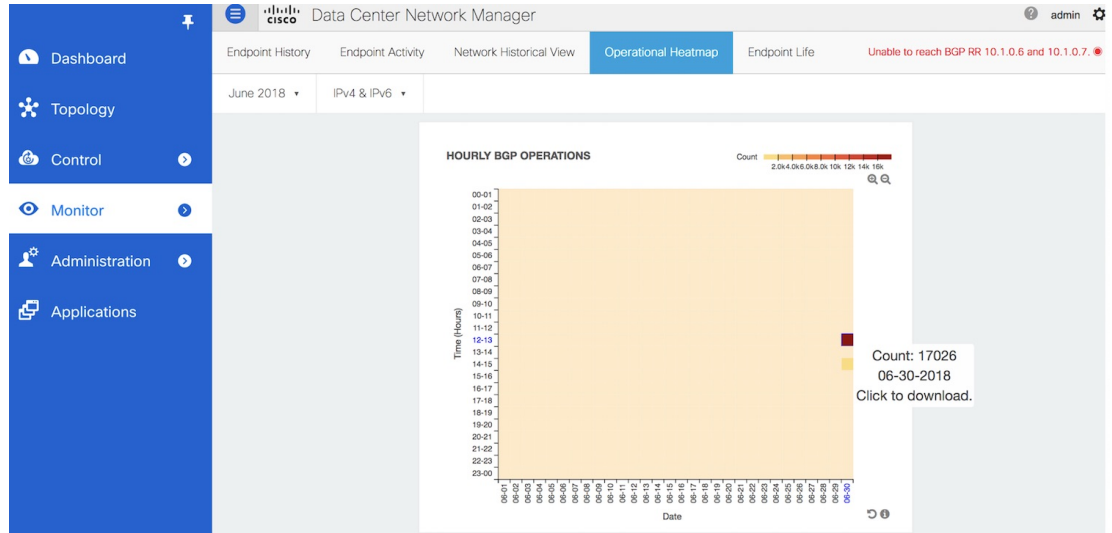 CISCO Data Center Network Manager
admin
Dashboard
Topology
Control
Monitor
Administration
Applications
Endpoint History Endpoint Activity Network Historical View Operational Heatmap Endpoint Life
Unable to reach BGP RR 10.1.0.6 and 10.1.0.7.
June 2018 IPv4 & IPv6
HOURLY BGP OPERATIONS
Count
2.0k 4.0k 6.0k 8.0k 10k 12k 14k 16k
Time (Hours)
00-01
01-02
02-03
03-04
04-05
05-06
06-07
07-08
08-09
09-10
10-11
11-12
12-13
13-14
14-15
15-16
16-17
17-18
18-19
19-20
20-21
21-22
22-23
23-00
Count: 17026
06-30-2018
Click to download.
06-01 06-02 06-03 06-04 06-05 06-06 06-07 06-08 06-09 06-10 06-11 06-12 06-13 06-14 06-15 06-16 06-17 06-18 06-19 06-20 06-21 06-22 06-23 06-24 06-25 06-26 06-27 06-28 06-29 06-30
Date